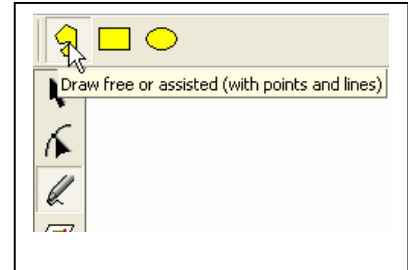 Draw free or assisted (with points and lines)